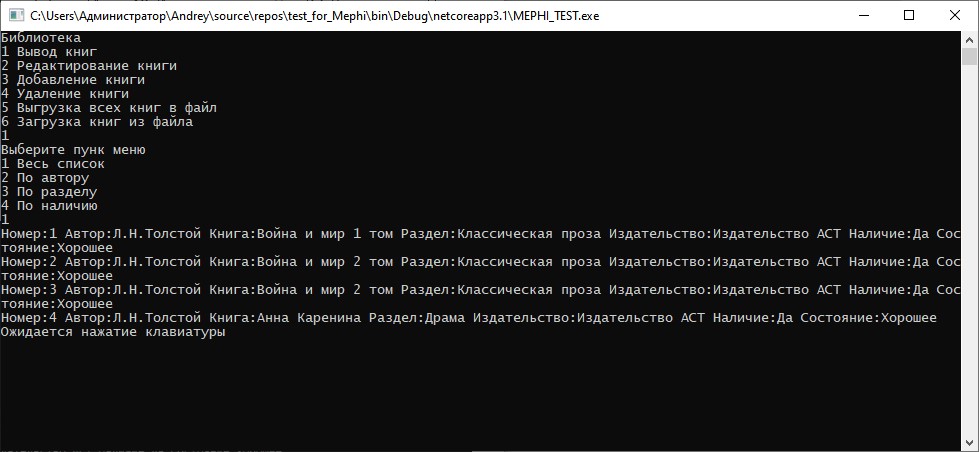 C:\Users\Администратор\Andrey\source\repos\test_for_Mephi\bin\Debug\netcoreapp3.1\MEPHI_TEST.exe
Библиотека
1 Вывод книг
2 Редактирование книги
3 Добавление книги
4 Удаление книги
5 Выгрузка всех книг в файл
6 Загрузка книг из файла
1
Выберите пунк меню
1 Весь список
2 По автору
3 По разделу
4 По наличию
1
Номер:1 Автор:Л.Н.Толстой Книга:Война и мир 1 том Раздел:Классическая проза Издательство:Издательство АСТ Наличие:Да Сос
тояние:Хорошее
Номер:2 Автор:Л.Н.Толстой Книга:Война и мир 2 том Раздел:Классическая проза Издательство:Издательство АСТ Наличие:Да Сос
тояние:Хорошее
Номер:3 Автор:Л.Н.Толстой Книга:Война и мир 2 том Раздел:Классическая проза Издательство:Издательство АСТ Наличие:Да Сос
тояние:Хорошее
Номер:4 Автор:Л.Н.Толстой Книга:Анна Каренина Раздел:Драма Издательство:Издательство АСТ Наличие:Да Состояние:Хорошее
Ожидается нажатие клавиатуры